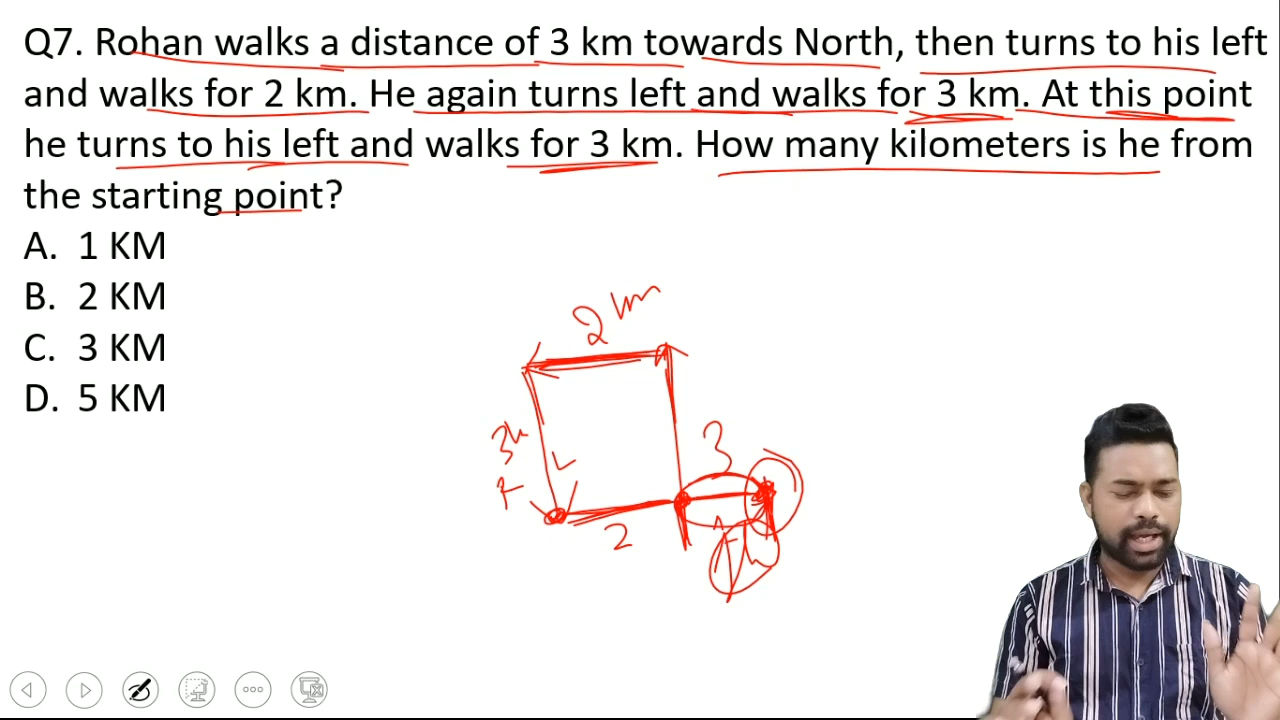 Q7. Rohan walks a distance of 3 km towards North, then turns to his left
and walks for 2 km. He again turns left and walks for 3 km. At this point
he turns to his left and walks for 3 km. How many kilometers is he from
the starting point?
A. 1 KM
B. 2 KM
C. 3 KM
D. 5 KM
2 km
3
2